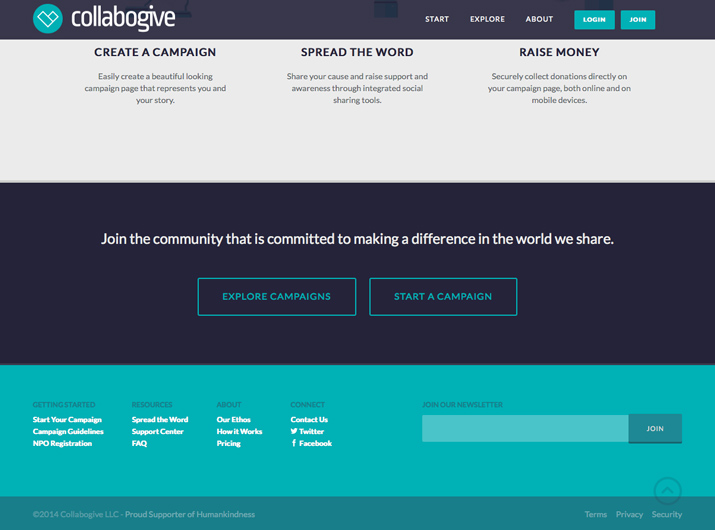 collabogive
START EXPLORE ABOUT LOGIN JOIN
CREATE A CAMPAIGN
Easily create a beautiful looking
campaign page that represents you and
your story.
SPREAD THE WORD
Share your cause and raise support and
awareness through integrated social
sharing tools.
RAISE MONEY
Securely collect donations directly on
your campaign page, both online and on
mobile devices.
Join the community that is committed to making a difference in the world we share.
EXPLORE CAMPAIGNS
START A CAMPAIGN
GETTING STARTED
Start Your Campaign
Campaign Guidelines
NPO Registration
RESOURCES
Spread the Word
Support Center
FAQ
ABOUT
Our Ethos
How it Works
Pricing
CONNECT
Contact Us
Twitter
Facebook
JOIN OUR NEWSLETTER
JOIN
©2014 Collabogive LLC - Proud Supporter of Humankindness
Terms Privacy Security